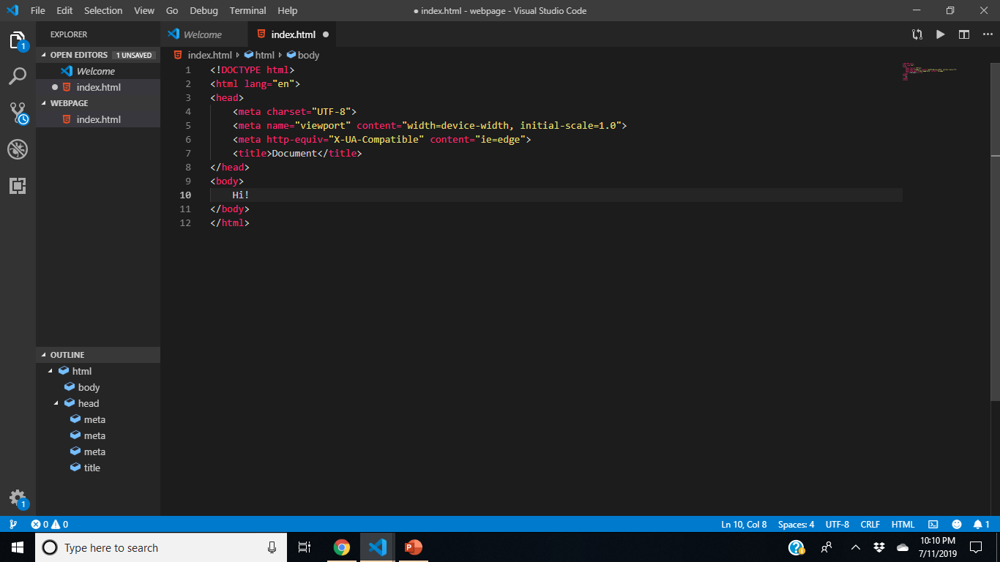 File Edit Selection View Go Debug Terminal Help
● index.html - webpage - Visual Studio Code
1
EXPLORER
OPEN EDITORS 1 UNSAVED
Welcome
index.html
WEBPAGE
index.html
OUTLINE
html
body
head
meta
meta
meta
title
1
Welcome
index.html
index.html html body
1 <!DOCTYPE html>
2 <html lang="en">
3 <head>
4 <meta charset="UTF-8">
5 <meta name="viewport" content="width=device-width, initial-scale=1.0">
6 <meta http-equiv="X-UA-Compatible" content="ie=edge">
7 <title>Document</title>
8 </head>
9 <body>
10 Hi!
11 </body>
12 </html>
0 0
Ln 10, Col 8 Spaces: 4 UTF-8 CRLF HTML 1
Type here to search
P
?
10:10 PM
7/11/2019